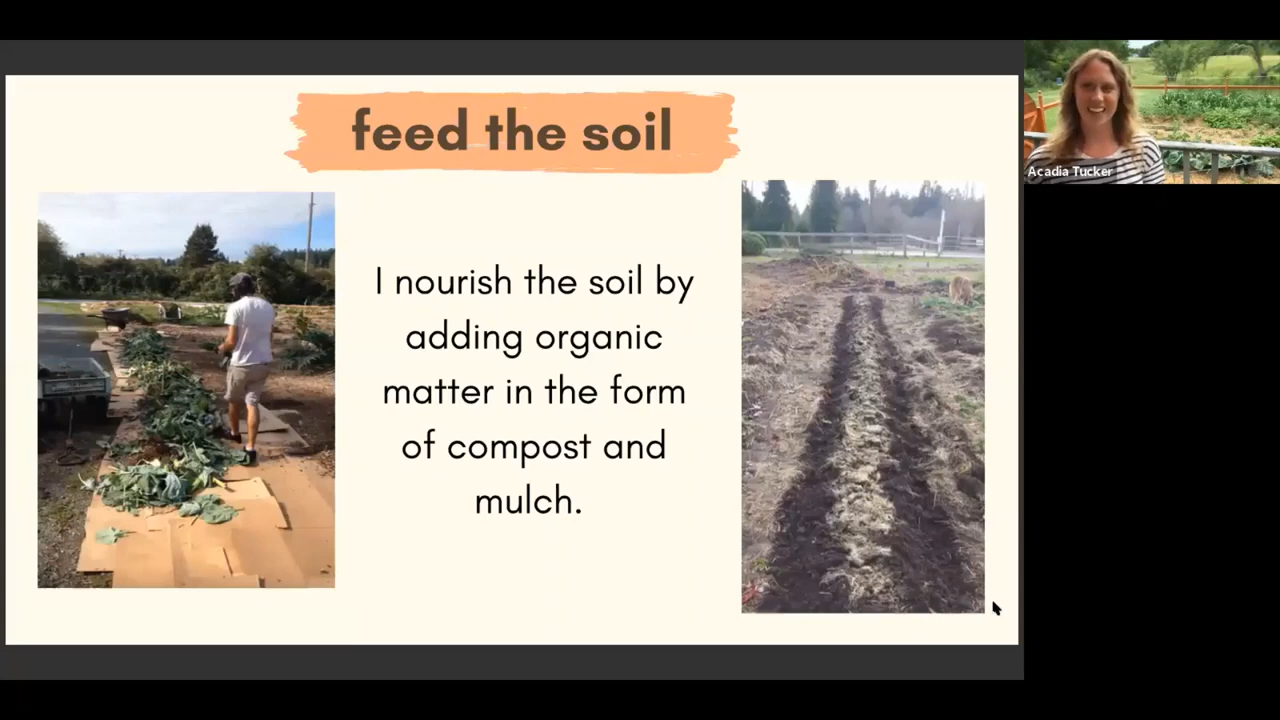 feed the soil
I nourish the soil by
adding organic
matter in the form
of compost and
mulch.
Acadia Tucker